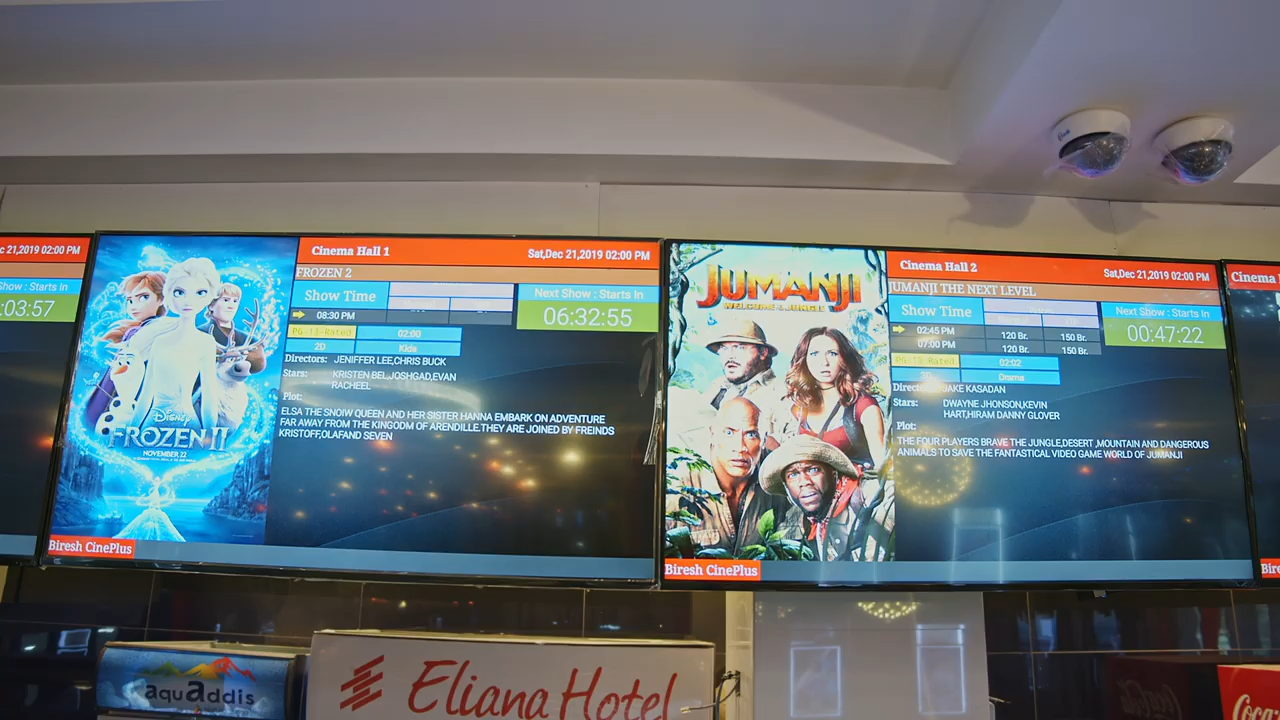 ec 21,2019 02:00 PM
Show : Starts In
:03:57
Disney
FROZEN II
NOVEMBER 22
Biresh CinePlus
Cinema Hall 1
Sat,Dec 21,2019 02:00 PM
FROZEN 2
Show Time
Next Show : Starts In
06:32:55
08:30 PM
PG-13-Rated
02:00
2D
Kids
Directors: JENIFFER LEE,CHRIS BUCK
Stars: KRISTEN BEL,JOSHGAD,EVAN
RACHEEL
Plot:
ELSA THE SNOIW QUEEN AND HER SISTER HANNA EMBARK ON ADVENTURE
FAR AWAY FROM THE KINGODM OF ARENDILLE.THEY ARE JOINED BY FREINDS
KRISTOFF,OLAFAND SEVEN
JUMANJI
WELCOME TO THE JUNGLE
Biresh CinePlus
Cinema Hall 2
Sat,Dec 21,2019 02:00 PM
JUMANJI THE NEXT LEVEL
Show Time
Next Show : Starts In
00:47:22
02:45 PM 120 Br. 150 Br.
07:00 PM 120 Br. 150 Br.
PG-13-Rated
02:02
2D
Drama
Director: JAKE KASADAN
Stars: DWAYNE JHONSON,KEVIN
HART,HIRAM DANNY GLOVER
Plot:
THE FOUR PLAYERS BRAVE THE JUNGLE,DESERT ,MOUNTAIN AND DANGEROUS
ANIMALS TO SAVE THE FANTASTICAL VIDEO GAME WORLD OF JUMANJI
Cinema
Bire
aquAddis
Eliana Hotel
Coca